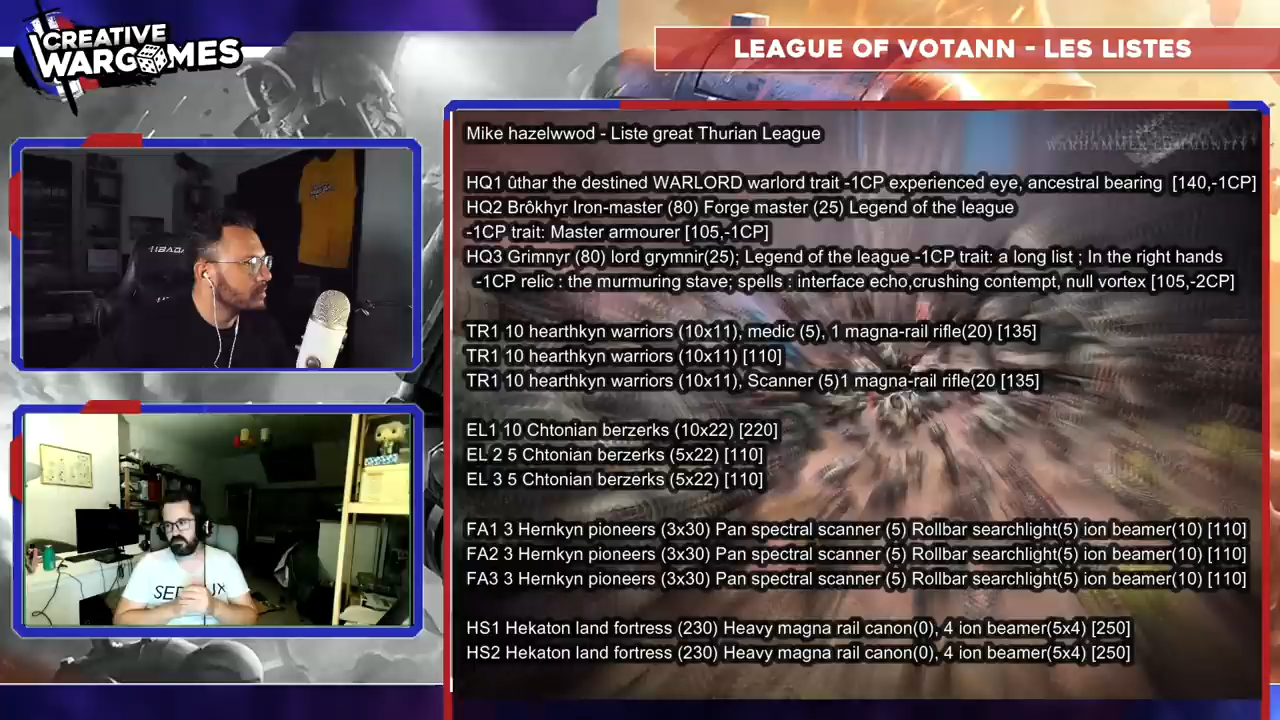 CREATIVE
WARGAMES
LEAGUE OF VOTANN - LES LISTES
WARHAMMER COMMUNITY
Mike hazelwwod - Liste great Thurian League
HQ1 ûthar the destined WARLORD warlord trait -1CP experienced eye, ancestral bearing [140,-1CP]
HQ2 Brôkhyr Iron-master (80) Forge master (25) Legend of the league
-1CP trait: Master armourer [105,-1CP]
HQ3 Grimnyr (80) lord grymnir(25); Legend of the league -1CP trait: a long list ; In the right hands
-1CP relic : the murmuring stave; spells : interface echo,crushing contempt, null vortex [105,-2CP]
TR1 10 hearthkyn warriors (10x11), medic (5), 1 magna-rail rifle(20) [135]
TR1 10 hearthkyn warriors (10x11) [110]
TR1 10 hearthkyn warriors (10x11), Scanner (5)1 magna-rail rifle(20 [135]
EL1 10 Chtonian berzerks (10x22) [220]
EL 2 5 Chtonian berzerks (5x22) [110]
EL 3 5 Chtonian berzerks (5x22) [110]
FA1 3 Hernkyn pioneers (3x30) Pan spectral scanner (5) Rollbar searchlight(5) ion beamer(10) [110]
FA2 3 Hernkyn pioneers (3x30) Pan spectral scanner (5) Rollbar searchlight(5) ion beamer(10) [110]
FA3 3 Hernkyn pioneers (3x30) Pan spectral scanner (5) Rollbar searchlight(5) ion beamer(10) [110]
HS1 Hekaton land fortress (230) Heavy magna rail canon(0), 4 ion beamer(5x4) [250]
HS2 Hekaton land fortress (230) Heavy magna rail canon(0), 4 ion beamer(5x4) [250]